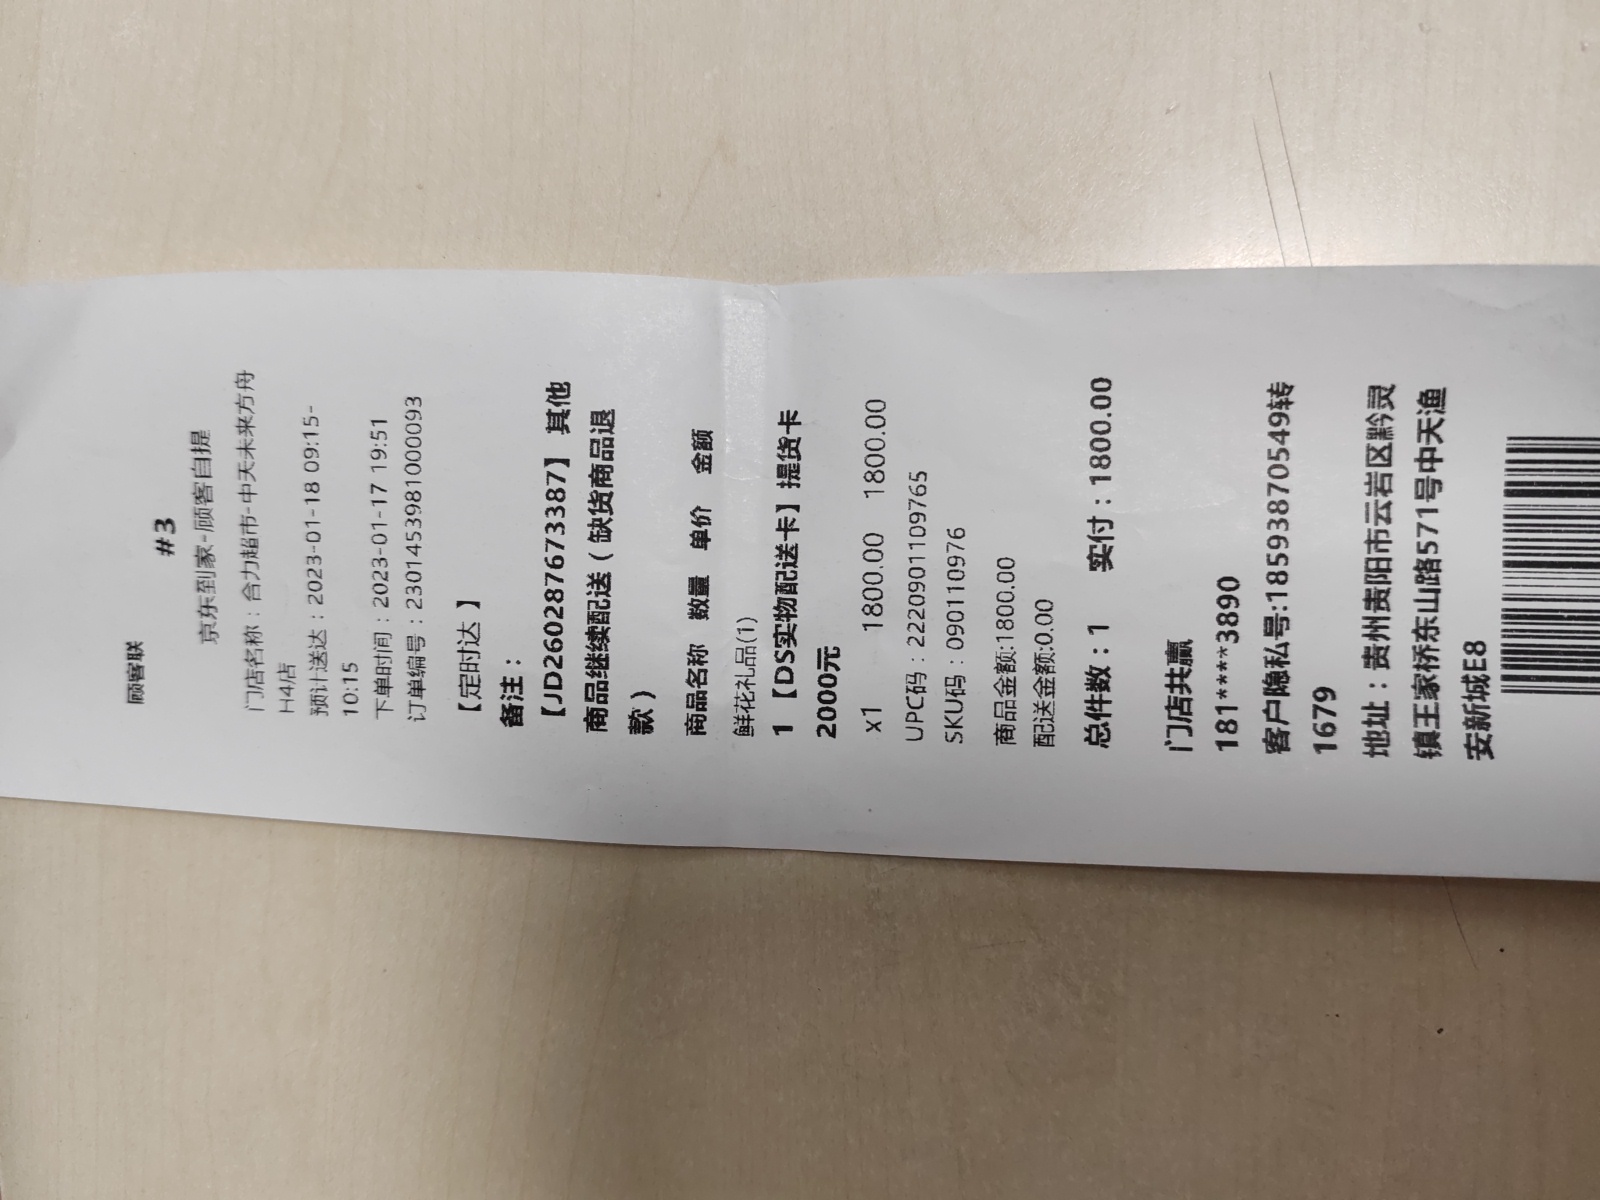 顾客联
#3
京东到家-顾客自提
门店名称：合力超市-中天未来方舟
H4店
预计送达：2023-01-18 09:15-
10:15
下单时间：2023-01-17 19:51
订单编号：2301453981000093
【定时达】
备注：
【JD260287673387】其他
商品继续配送（缺货商品退
款）
商品名称 数量 单价 金额
鲜花礼品(1)
1【DS实物配送卡】提货卡
2000元
x1 1800.00 1800.00
UPC码：2220901109765
SKU码：090110976
商品金额:1800.00
配送金额:0.00
总件数：1 实付：1800.00
门店共赢
181****3890
客户隐私号:18593870549转
1679
地址：贵州贵阳市云岩区黔灵
镇王家桥东山路571号中天渔
安新城E8